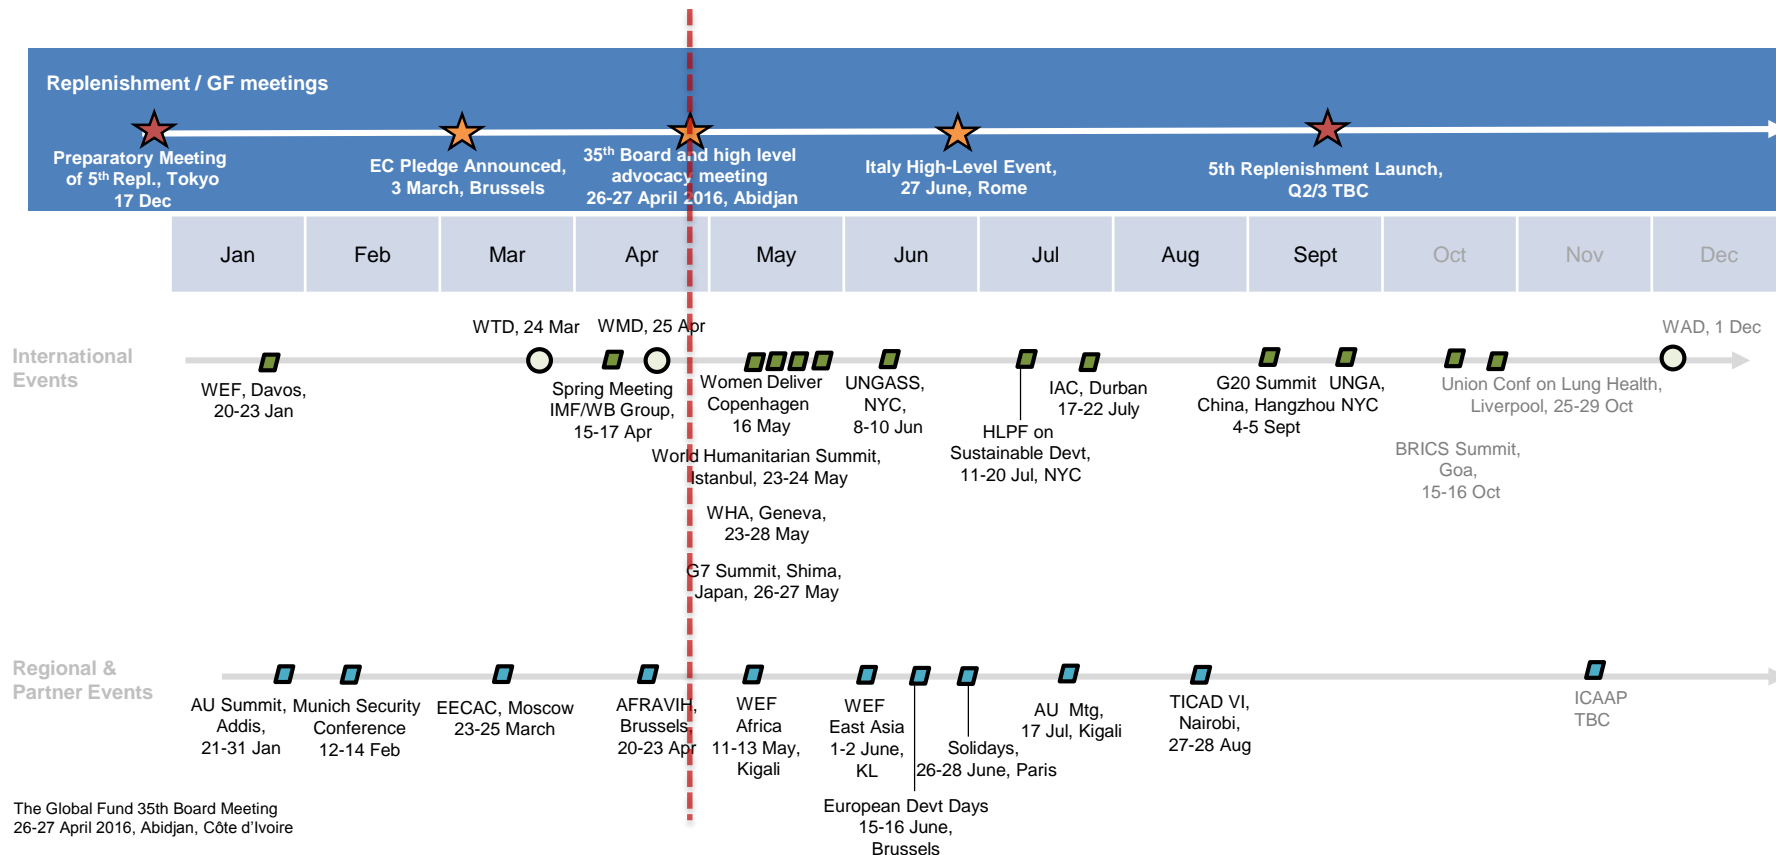 Replenishment / GF meetings
Preparatory Meeting
of 5th Repl., Tokyo
17 Dec
EC Pledge Announced,
3 March, Brussels
35th Board and high level
advocacy meeting
26-27 April 2016, Abidjan
Italy High-Level Event,
27 June, Rome
5th Replenishment Launch,
Q2/3 TBC
Jan
Feb
Mar
Apr
May
Jun
Jul
Aug
Sept
Oct
Nov
Dec
International
Events
WTD, 24 Mar
WMD, 25 Apr
WAD, 1 Dec
WEF, Davos,
20-23 Jan
Spring Meeting
IMF/WB Group,
15-17 Apr
Women Deliver
Copenhagen
16 May
World Humanitarian Summit,
Istanbul, 23-24 May
WHA, Geneva,
23-28 May
G7 Summit, Shima,
Japan, 26-27 May
UNGASS,
NYC,
8-10 Jun
HLPF on
Sustainable Devt,
11-20 Jul, NYC
IAC, Durban
17-22 July
G20 Summit
China, Hangzhou
4-5 Sept
UNGA,
NYC
Union Conf on Lung Health,
Liverpool, 25-29 Oct
BRICS Summit,
Goa,
15-16 Oct
Regional &
Partner Events
AU Summit,
Addis,
21-31 Jan
Munich Security
Conference
12-14 Feb
EECAC, Moscow
23-25 March
AFRAVIH,
Brussels,
20-23 Apr
WEF
Africa
11-13 May,
Kigali
WEF
East Asia
1-2 June,
KL
European Devt Days
15-16 June,
Brussels
Solidays,
26-28 June, Paris
AU  Mtg,
17 Jul, Kigali
TICAD VI,
Nairobi,
27-28 Aug
ICAAP
TBC
The Global Fund 35th Board Meeting
26-27 April 2016, Abidjan, Côte d'Ivoire